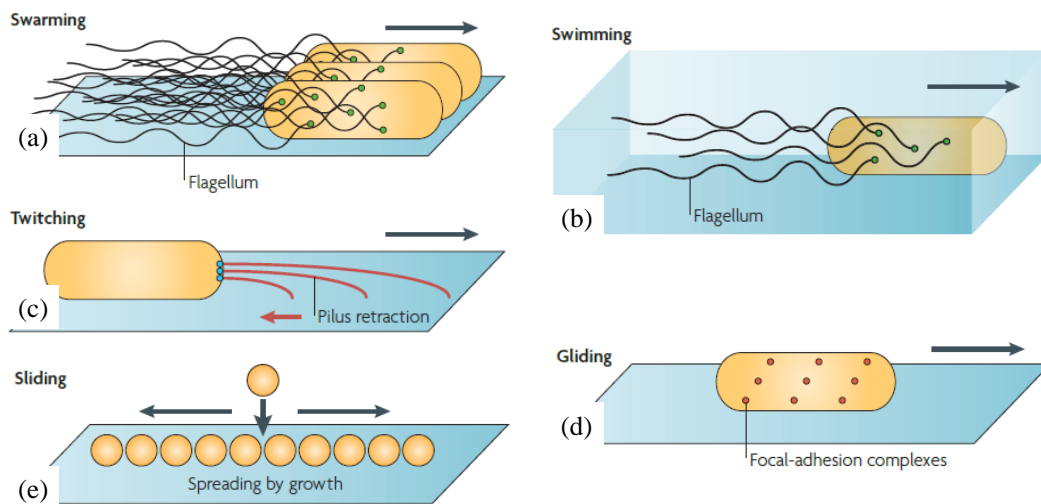 Swarming
(a)
Flagellum
Swimming
(b)
Flagellum
Twitching
(c)
Pilus retraction
Gliding
(d)
Focal-adhesion complexes
Sliding
(e)
Spreading by growth